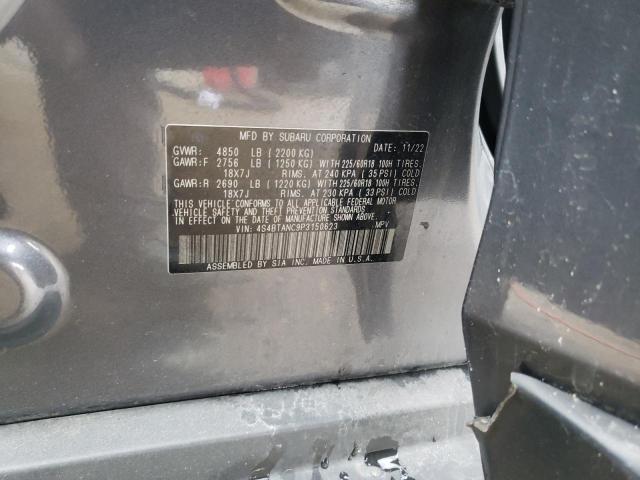 MFD BY SUBARU CORPORATION
GVWR: 4850 LB (2200 KG) DATE: 11/22
GAWR:F 2756 LB (1250 KG) WITH 225/60R18 100H TIRES,
18X7J RIMS. AT 240 KPA (35 PSI) COLD
GAWR:R 2690 LB (1220 KG) WITH 225/60R18 100H TIRES,
18X7J RIMS. AT 230 KPA (33 PSI) COLD
THIS VEHICLE CONFORMS TO ALL APPLICABLE FEDERAL MOTOR
VEHICLE SAFETY AND THEFT PREVENTION STANDARDS
IN EFFECT ON THE DATE OF MANUFACTURE SHOWN ABOVE.
VIN: 4S4BTANC9P3150623 MPV
ASSEMBLED BY SIA INC. IN U.S.A.